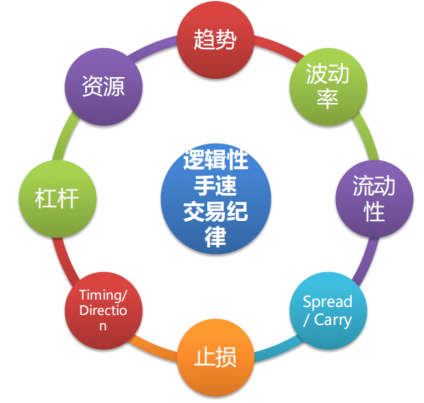 趋势
波动
率
流动
性
Spread
/ Carry
止损
Timing/
Directio
n
杠杆
资源
逻辑性
手速
交易纪
律